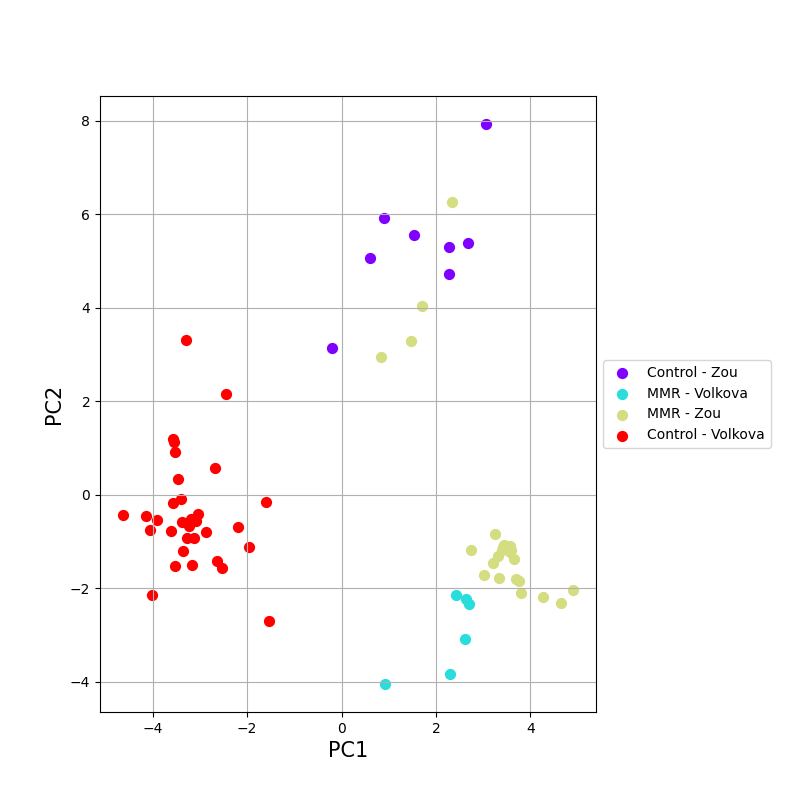 8
6
4
2
0
−2
−4
PC2
−4
−2
0
2
4
PC1
Control - Zou
MMR - Volkova
MMR - Zou
Control - Volkova